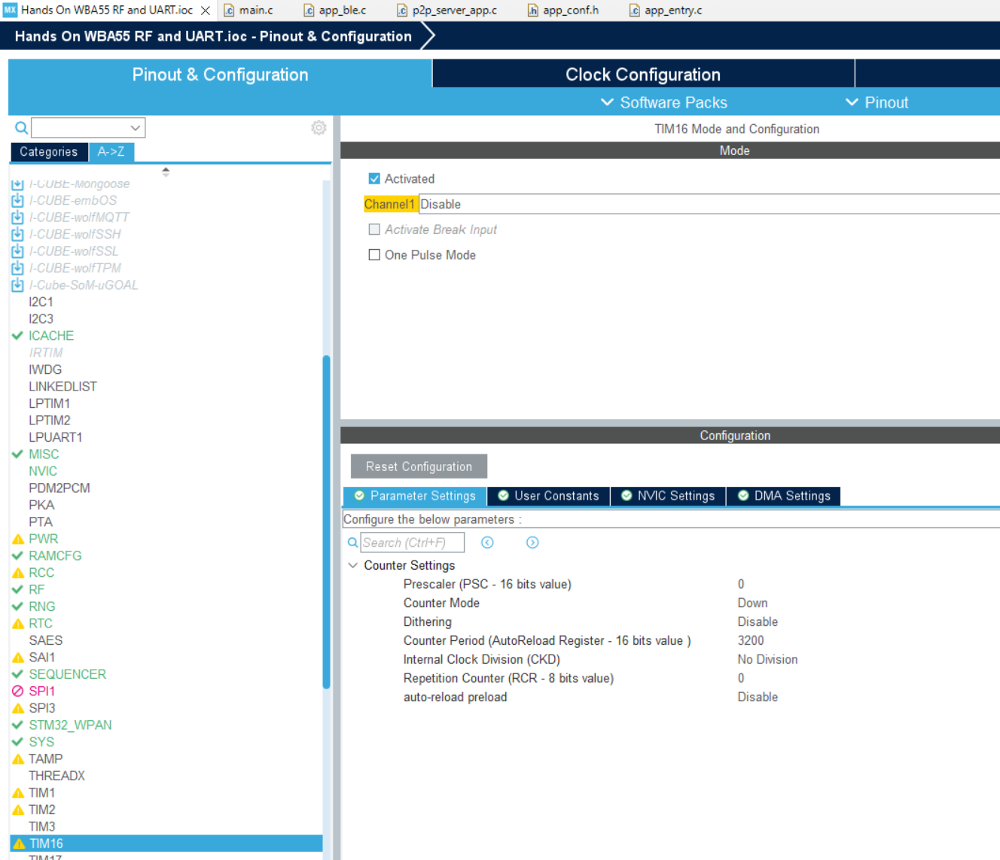 MX Hands On WBA55 RF and UART.ioc
main.c
app_ble.c
p2p_server_app.c
app_conf.h
app_entry.c
Hands On WBA55 RF and UART.ioc - Pinout & Configuration
Pinout & Configuration
Clock Configuration
Software Packs
Pinout
Categories
A->Z
I-CUBE-Mongoose
I-CUBE-embOS
I-CUBE-wolfMQTT
I-CUBE-wolfSSH
I-CUBE-wolfSSL
I-CUBE-wolfTPM
I-Cube-SoM-uGOAL
I2C1
I2C3
ICACHE
IRTIM
IWDG
LINKEDLIST
LPTIM1
LPTIM2
LPUART1
MISC
NVIC
PDM2PCM
PKA
PTA
PWR
RAMCFG
RCC
RF
RNG
RTC
SAES
SAI1
SEQUENCER
SPI1
SPI3
STM32_WPAN
SYS
TAMP
THREADX
TIM1
TIM2
TIM3
TIM16
TIM17
TIM16 Mode and Configuration
Mode
Activated
Channel1 Disable
Activate Break Input
One Pulse Mode
Configuration
Reset Configuration
Parameter Settings
User Constants
NVIC Settings
DMA Settings
Configure the below parameters :
Search (Ctrl+F)
Counter Settings
Prescaler (PSC - 16 bits value) 0
Counter Mode Down
Dithering Disable
Counter Period (AutoReload Register - 16 bits value ) 3200
Internal Clock Division (CKD) No Division
Repetition Counter (RCR - 8 bits value) 0
auto-reload preload Disable